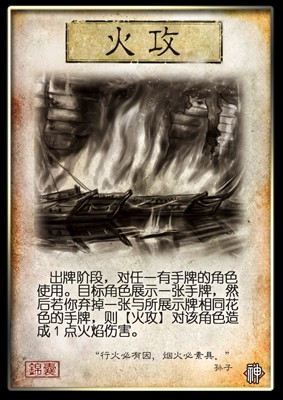 火攻
出牌阶段，对任一有手牌的角色
使用。目标角色展示一张手牌，然
后若你弃掉一张与所展示牌相同花
色的手牌，则【火攻】对该角色造
成1点火焰伤害。
“行火必有因，烟火必素具。”
孙子
錦囊
神